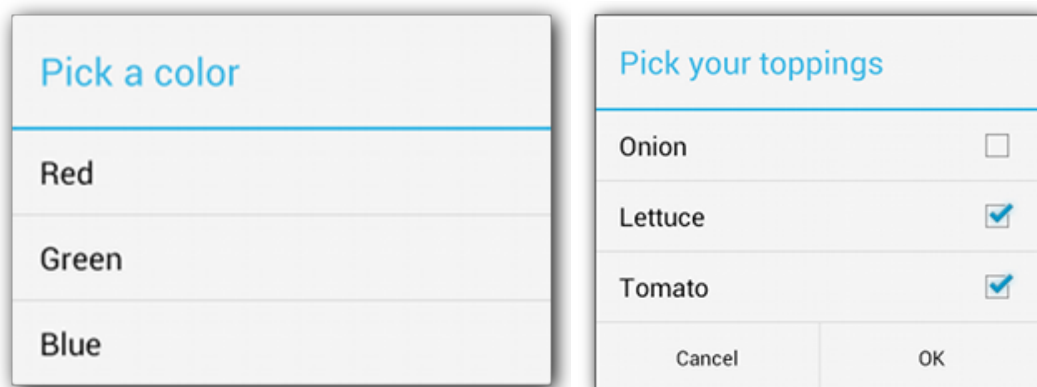 Pick a color
Red
Green
Blue
Pick your toppings
Onion
Lettuce
Tomato
Cancel OK